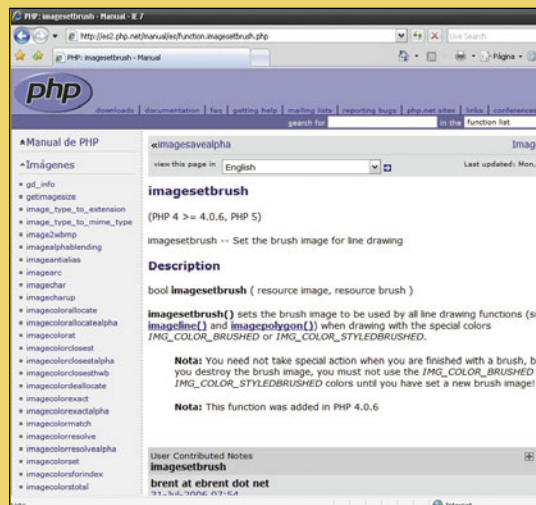 PHP: imagesetbrush - Manual - IE 7
http://es2.php.net/manual/es/function.imagesetbrush.php
Live Search
PHP: imagesetbrush - Manual
Página
php
downloads | documentation | faq | getting help | mailing lists | reporting bugs | php.net sites | links | conferences
search for
in the function list
Manual de PHP
Imágenes
gd_info
getimagesize
image_type_to_extension
image_type_to_mime_type
image2wbmp
imagealphablending
imageantialias
imagearc
imagechar
imagecharup
imagecolorallocate
imagecolorallocatealpha
imagecolorat
imagecolorclosest
imagecolorclosestalpha
imagecolorclosesthwb
imagecolordeallocate
imagecolorexact
imagecolorexactalpha
imagecolormatch
imagecolorresolve
imagecolorresolvealpha
imagecolorset
imagecolorsforindex
imagecolorstotal
«imagesavealpha
Imag
view this page in English
Last updated: Mon,
imagesetbrush
(PHP 4 >= 4.0.6, PHP 5)
imagesetbrush -- Set the brush image for line drawing
Description
bool imagesetbrush ( resource image, resource brush )
imagesetbrush() sets the brush image to be used by all line drawing functions (s
imageline() and imagepolygon()) when drawing with the special colors
IMG_COLOR_BRUSHED or IMG_COLOR_STYLEDBRUSHED.
Nota: You need not take special action when you are finished with a brush, b
you destroy the brush image, you must not use the IMG_COLOR_BRUSHED
IMG_COLOR_STYLEDBRUSHED colors until you have set a new brush image!
Nota: This function was added in PHP 4.0.6
User Contributed Notes
imagesetbrush
brent at ebrent dot net
21-Jul-2006 07:54
Internet